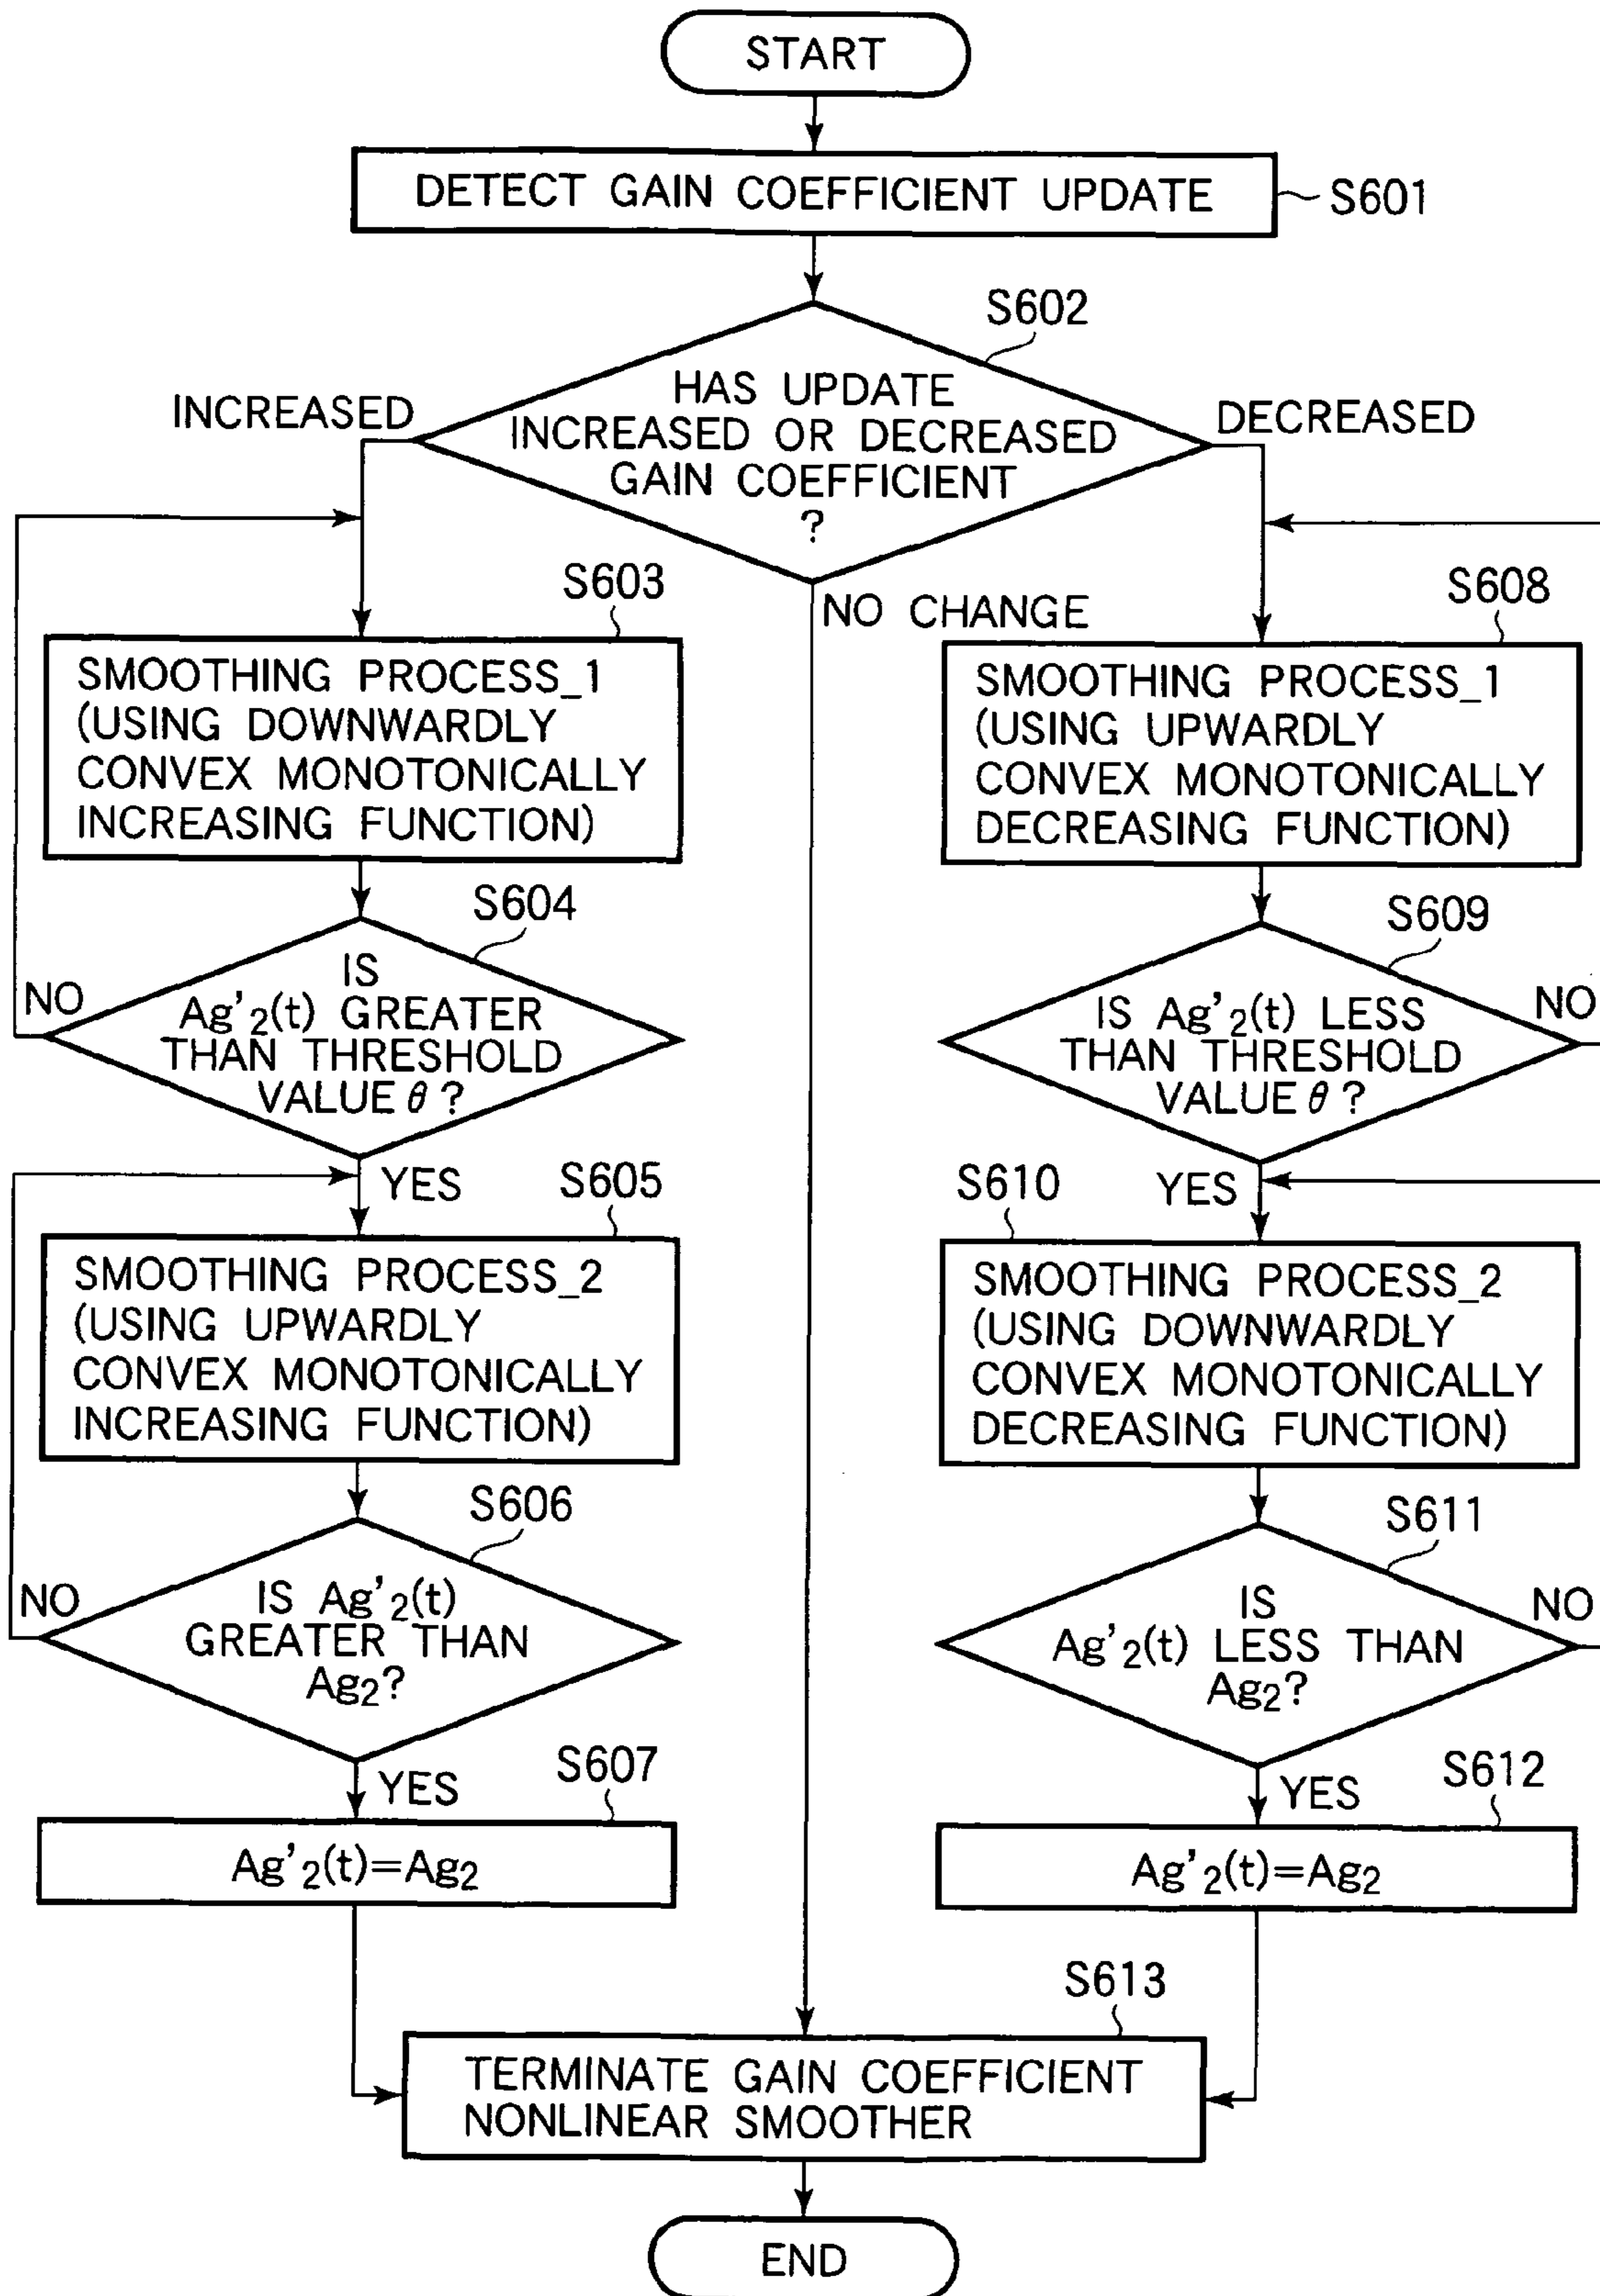 START
DETECT GAIN COEFFICIENT UPDATE
S601
S602
HAS UPDATE
INCREASED OR DECREASED
GAIN COEFFICIENT
?
INCREASED
DECREASED
NO CHANGE
S603
SMOOTHING PROCESS_1
(USING DOWNWARDLY
CONVEX MONOTONICALLY
INCREASING FUNCTION)
S604
IS
Ag'₂(t) GREATER
THAN THRESHOLD
VALUE θ ?
NO
YES
S605
SMOOTHING PROCESS_2
(USING UPWARDLY
CONVEX MONOTONICALLY
INCREASING FUNCTION)
S606
IS Ag'₂(t)
GREATER THAN
Ag₂?
NO
YES
S607
Ag'₂(t)=Ag₂
S608
SMOOTHING PROCESS_1
(USING UPWARDLY
CONVEX MONOTONICALLY
DECREASING FUNCTION)
S609
IS Ag'₂(t) LESS
THAN THRESHOLD
VALUE θ ?
NO
YES
S610
SMOOTHING PROCESS_2
(USING DOWNWARDLY
CONVEX MONOTONICALLY
DECREASING FUNCTION)
S611
IS
Ag'₂(t) LESS THAN
Ag₂?
NO
YES
S612
Ag'₂(t)=Ag₂
S613
TERMINATE GAIN COEFFICIENT
NONLINEAR SMOOTHER
END